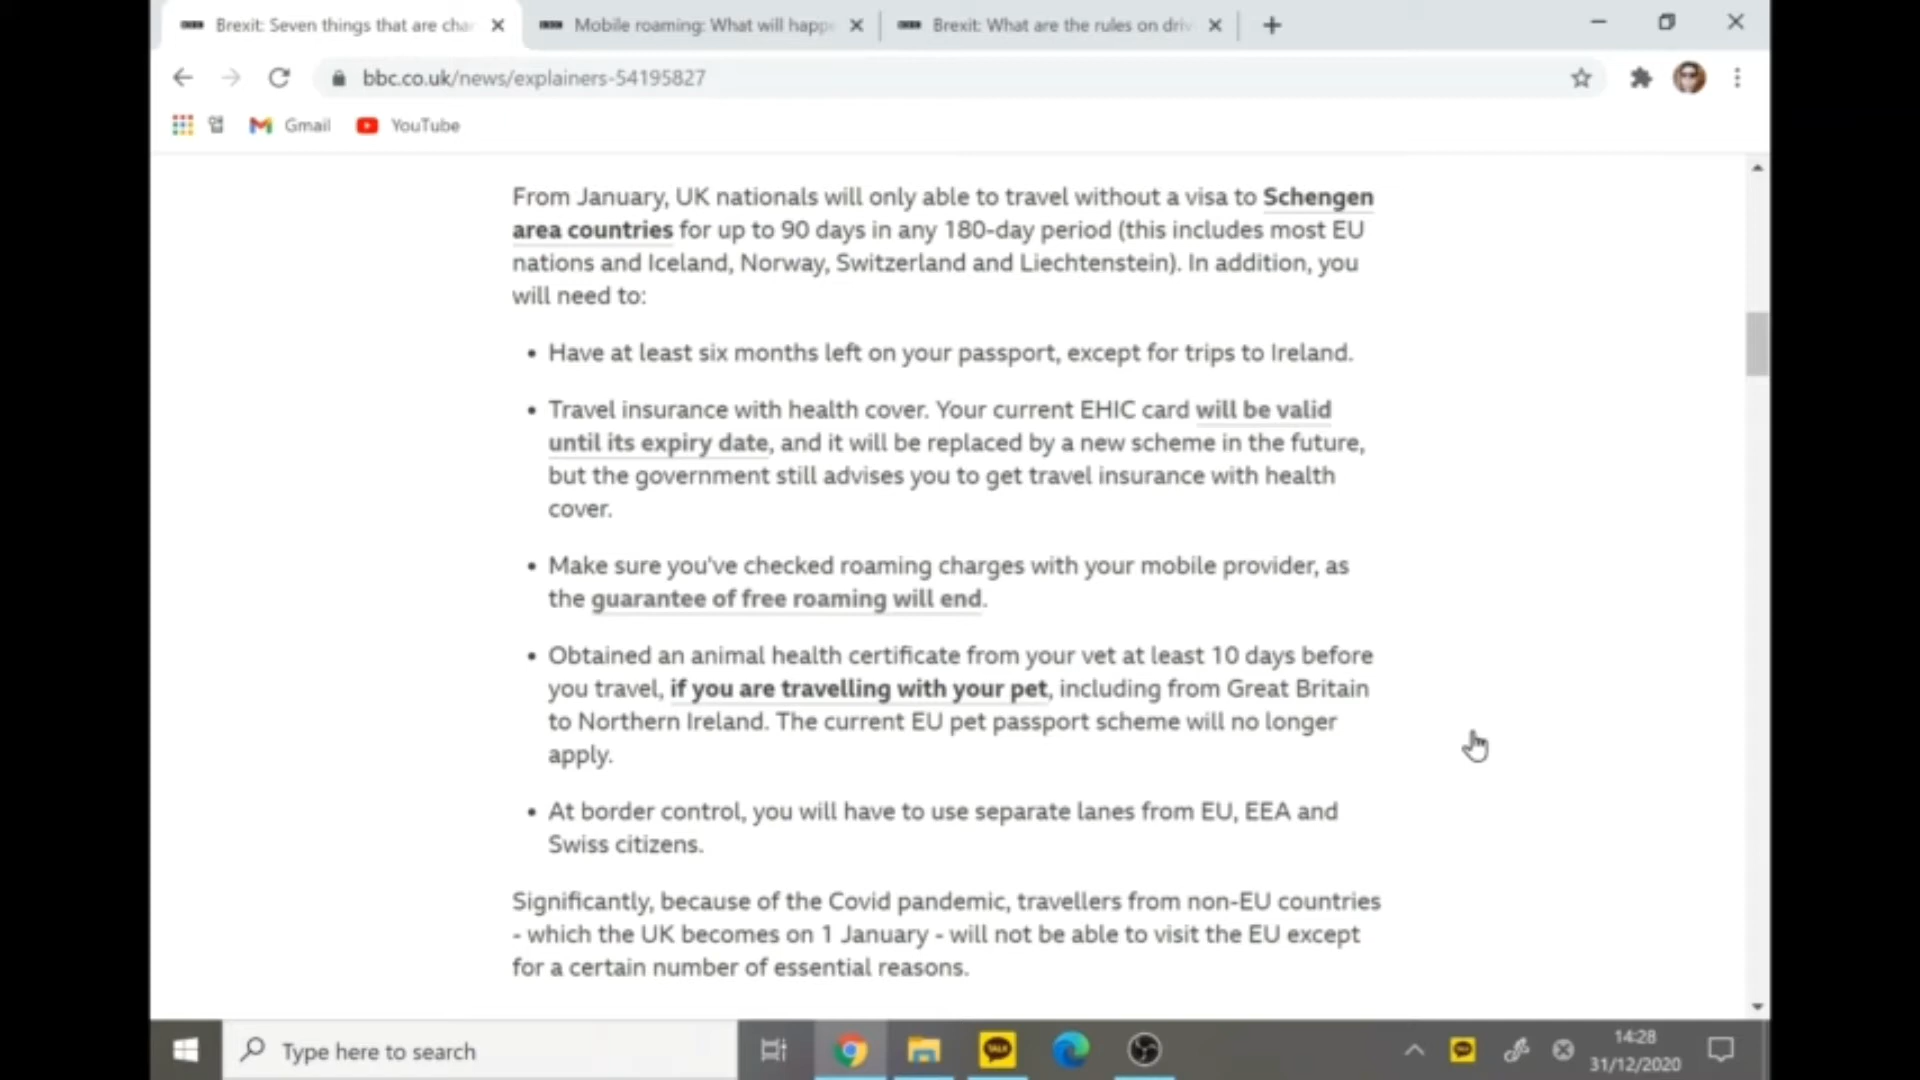 Brexit: Seven things that are cha
Mobile roaming: What will happe
Brexit: What are the rules on driv
bbc.co.uk/news/explainers-54195827
Gmail
YouTube
From January, UK nationals will only able to travel without a visa to Schengen
area countries for up to 90 days in any 180-day period (this includes most EU
nations and Iceland, Norway, Switzerland and Liechtenstein). In addition, you
will need to:
• Have at least six months left on your passport, except for trips to Ireland.
• Travel insurance with health cover. Your current EHIC card will be valid
until its expiry date, and it will be replaced by a new scheme in the future,
but the government still advises you to get travel insurance with health
cover.
• Make sure you've checked roaming charges with your mobile provider, as
the guarantee of free roaming will end.
• Obtained an animal health certificate from your vet at least 10 days before
you travel, if you are travelling with your pet, including from Great Britain
to Northern Ireland. The current EU pet passport scheme will no longer
apply.
• At border control, you will have to use separate lanes from EU, EEA and
Swiss citizens.
Significantly, because of the Covid pandemic, travellers from non-EU countries
- which the UK becomes on 1 January - will not be able to visit the EU except
for a certain number of essential reasons.
Type here to search
TALK
14:28
31/12/2020